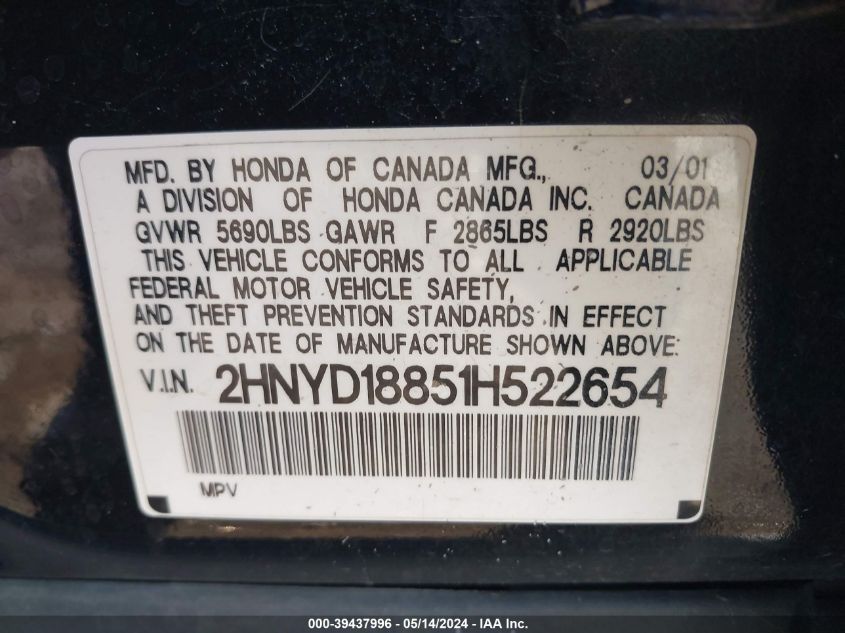 MFD. BY HONDA OF CANADA MFG., 03/01
A DIVISION OF HONDA CANADA INC. CANADA
GVWR 5690LBS GAWR F 2865LBS R 2920LBS
THIS VEHICLE CONFORMS TO ALL APPLICABLE
FEDERAL MOTOR VEHICLE SAFETY,
AND THEFT PREVENTION STANDARDS IN EFFECT
ON THE DATE OF MANUFACTURE SHOWN ABOVE:
V.I.N. 2HNYD18851H522654
MPV
000-39437996 - 05/14/2024 - IAA Inc.